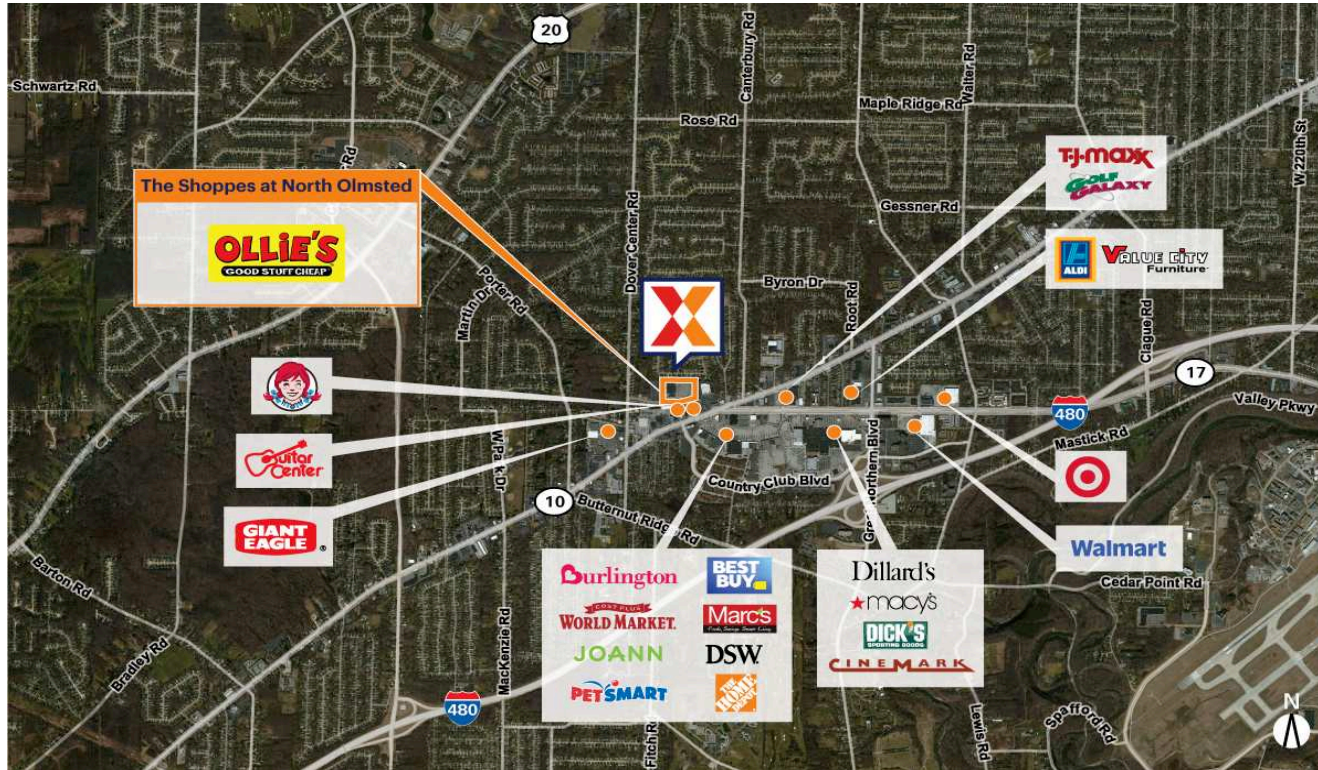 20
Canterbury Rd
Schwartz Rd
Walter Rd
Maple Ridge Rd
Rose Rd
W 220th St
T·J·maxx
GOLF
GALAXY
The Shoppes at North Olmsted
OLLiE'S
GOOD STUFF CHEAP
Gessner Rd
Dover Center Rd
Porter Rd
Martin Dr
Byron Dr
Root Rd
ALDI
VALUE CITY
Furniture
Clague Rd
17
480
Valley Pkwy
Mastick Rd
Guitar
Center
W Park Dr
Country Club Blvd
Great Northern Blvd
10
Butternut Ridge Rd
GIANT
EAGLE ®
Walmart
Cedar Point Rd
Barton Rd
Bradley Rd
MacKenzie Rd
Burlington
BEST
BUY
COST PLUS
WORLD MARKET.
Marc's
JOANN
DSW.
PETSMART
THE
HOME
DEPOT
Dillard's
macy's
DICK'S
SPORTING GOODS
CINEMARK
480
Fitch Rd
Lewis Rd
Spafford Rd
N